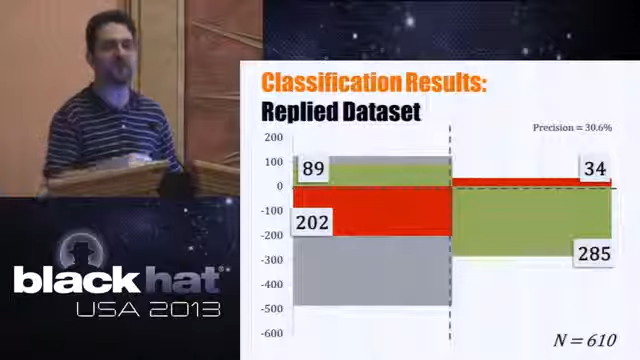 Classification Results:
Replied Dataset
Precision = 30.6%
200
100
0
-100
-200
-300
-400
-500
-600
89
34
202
285
N = 610
black hat®
USA 2013